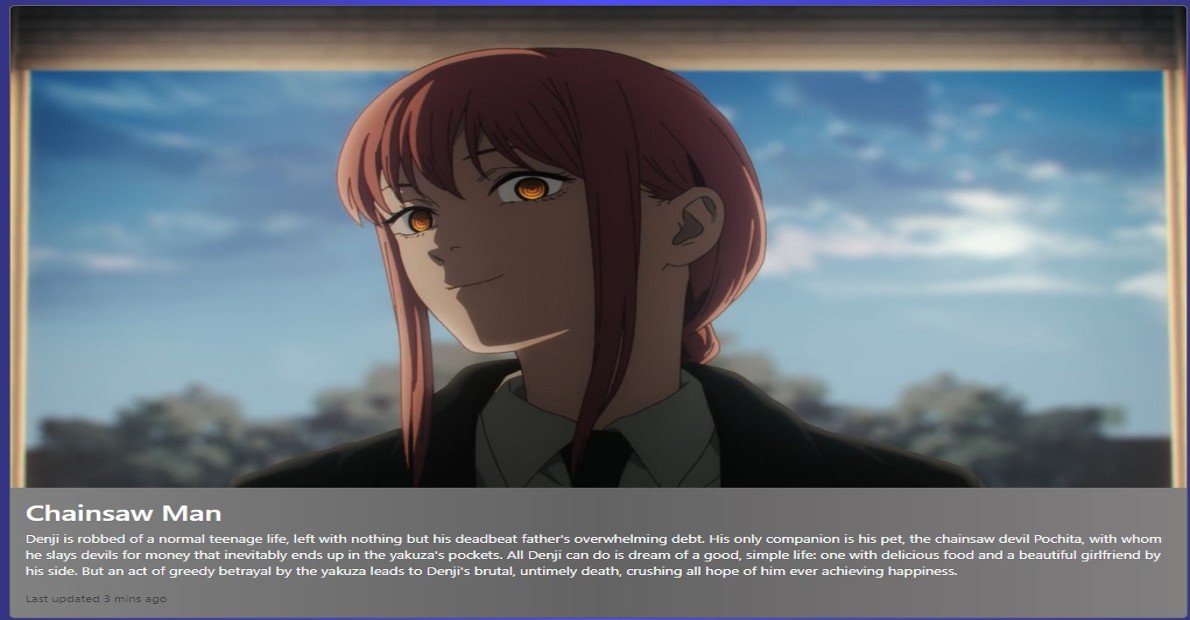 Chainsaw Man
Denji is robbed of a normal teenage life, left with nothing but his deadbeat father's overwhelming debt. His only companion is his pet, the chainsaw devil Pochita, with whom
he slays devils for money that inevitably ends up in the yakuza's pockets. All Denji can do is dream of a good, simple life: one with delicious food and a beautiful girlfriend by
his side. But an act of greedy betrayal by the yakuza leads to Denji's brutal, untimely death, crushing all hope of him ever achieving happiness.
Last updated 3 mins ago